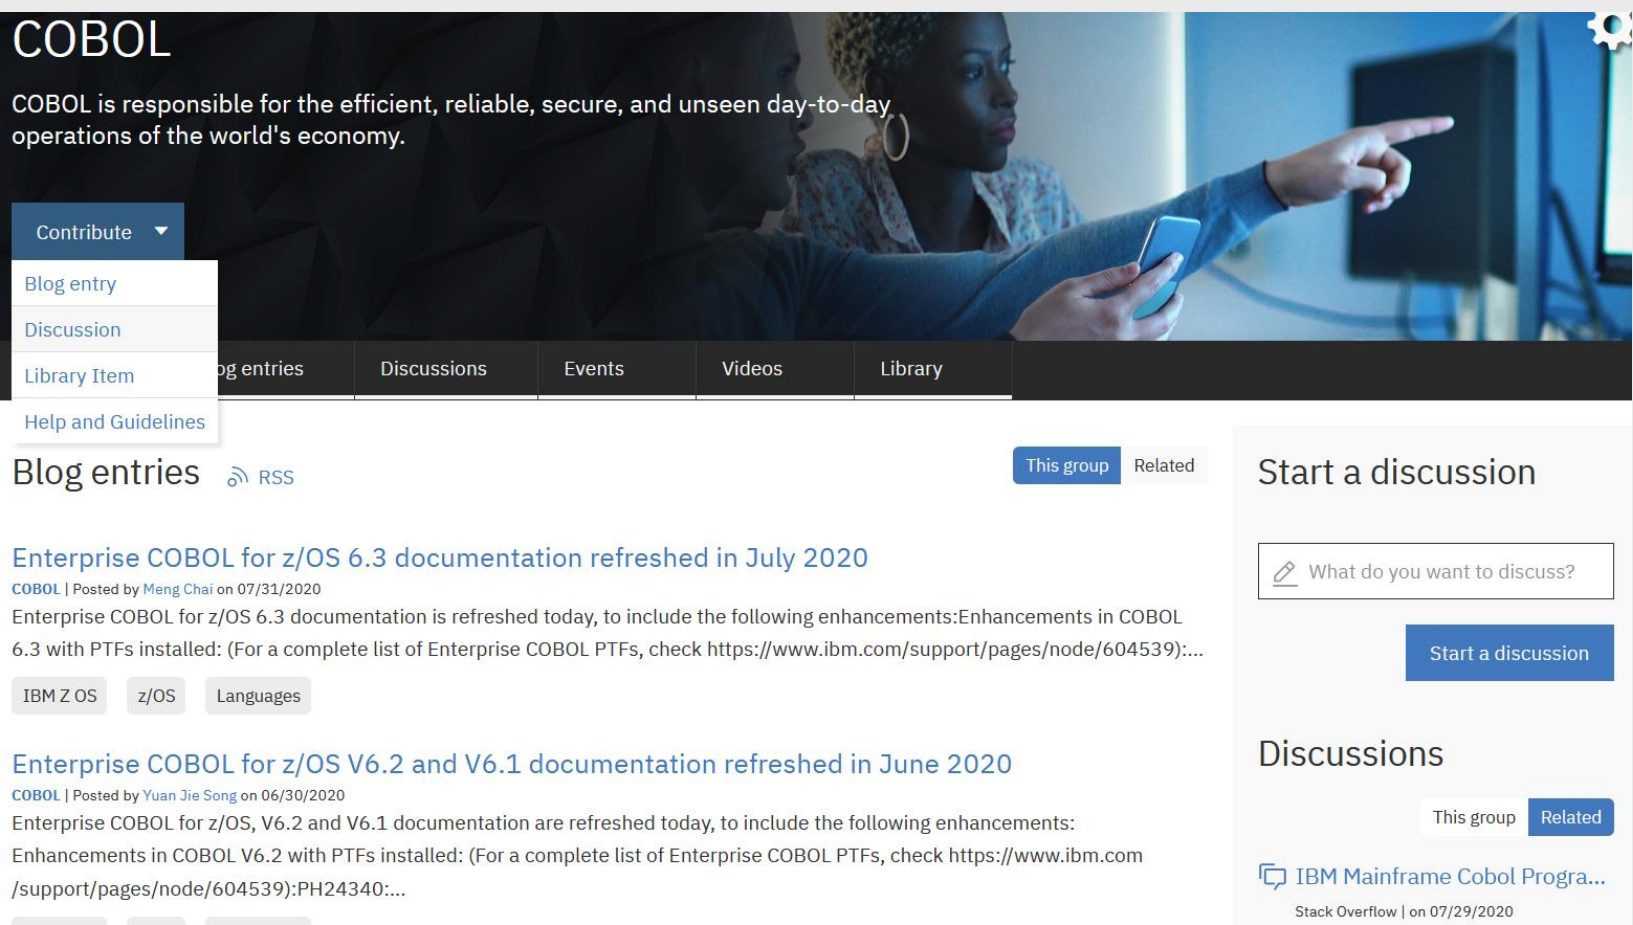 COBOL
COBOL is responsible for the efficient, reliable, secure, and unseen day-to-day
operations of the world's economy.
Contribute
Blog entry
Discussion
Library Item
Help and Guidelines
og entries
Discussions
Events
Videos
Library
Blog entries
RSS
This group
Related
Enterprise COBOL for z/OS 6.3 documentation refreshed in July 2020
COBOL | Posted by Meng Chai on 07/31/2020
Enterprise COBOL for z/OS 6.3 documentation is refreshed today, to include the following enhancements:Enhancements in COBOL
6.3 with PTFs installed: (For a complete list of Enterprise COBOL PTFs, check https://www.ibm.com/support/pages/node/604539):...
IBM Z OS
z/OS
Languages
Enterprise COBOL for z/OS V6.2 and V6.1 documentation refreshed in June 2020
COBOL | Posted by Yuan Jie Song on 06/30/2020
Enterprise COBOL for z/OS, V6.2 and V6.1 documentation are refreshed today, to include the following enhancements:
Enhancements in COBOL V6.2 with PTFs installed: (For a complete list of Enterprise COBOL PTFs, check https://www.ibm.com
/support/pages/node/604539):PH24340:...
Start a discussion
What do you want to discuss?
Start a discussion
Discussions
This group
Related
IBM Mainframe Cobol Progra...
Stack Overflow | on 07/29/2020